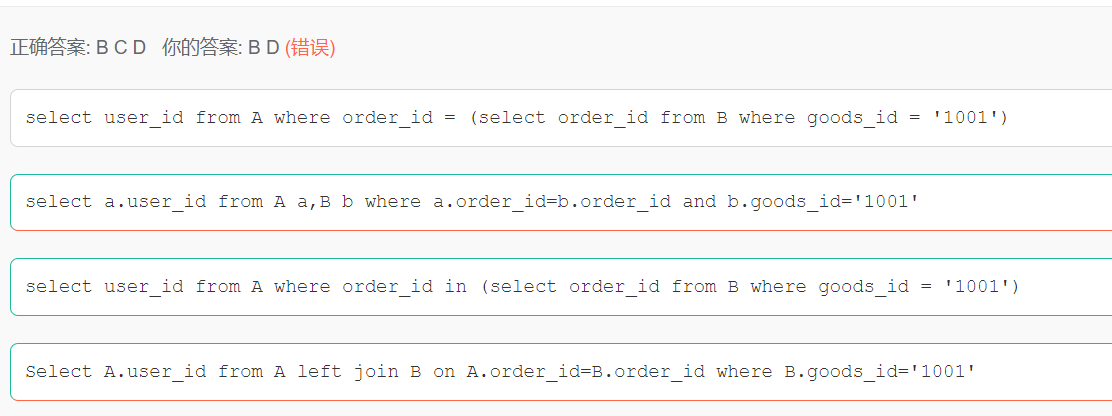 正确答案: B C D 你的答案: B D (错误)
select user_id from A where order_id = (select order_id from B where goods_id = '1001')
select a.user_id from A a,B b where a.order_id=b.order_id and b.goods_id='1001'
select user_id from A where order_id in (select order_id from B where goods_id = '1001')
Select A.user_id from A left join B on A.order_id=B.order_id where B.goods_id='1001'